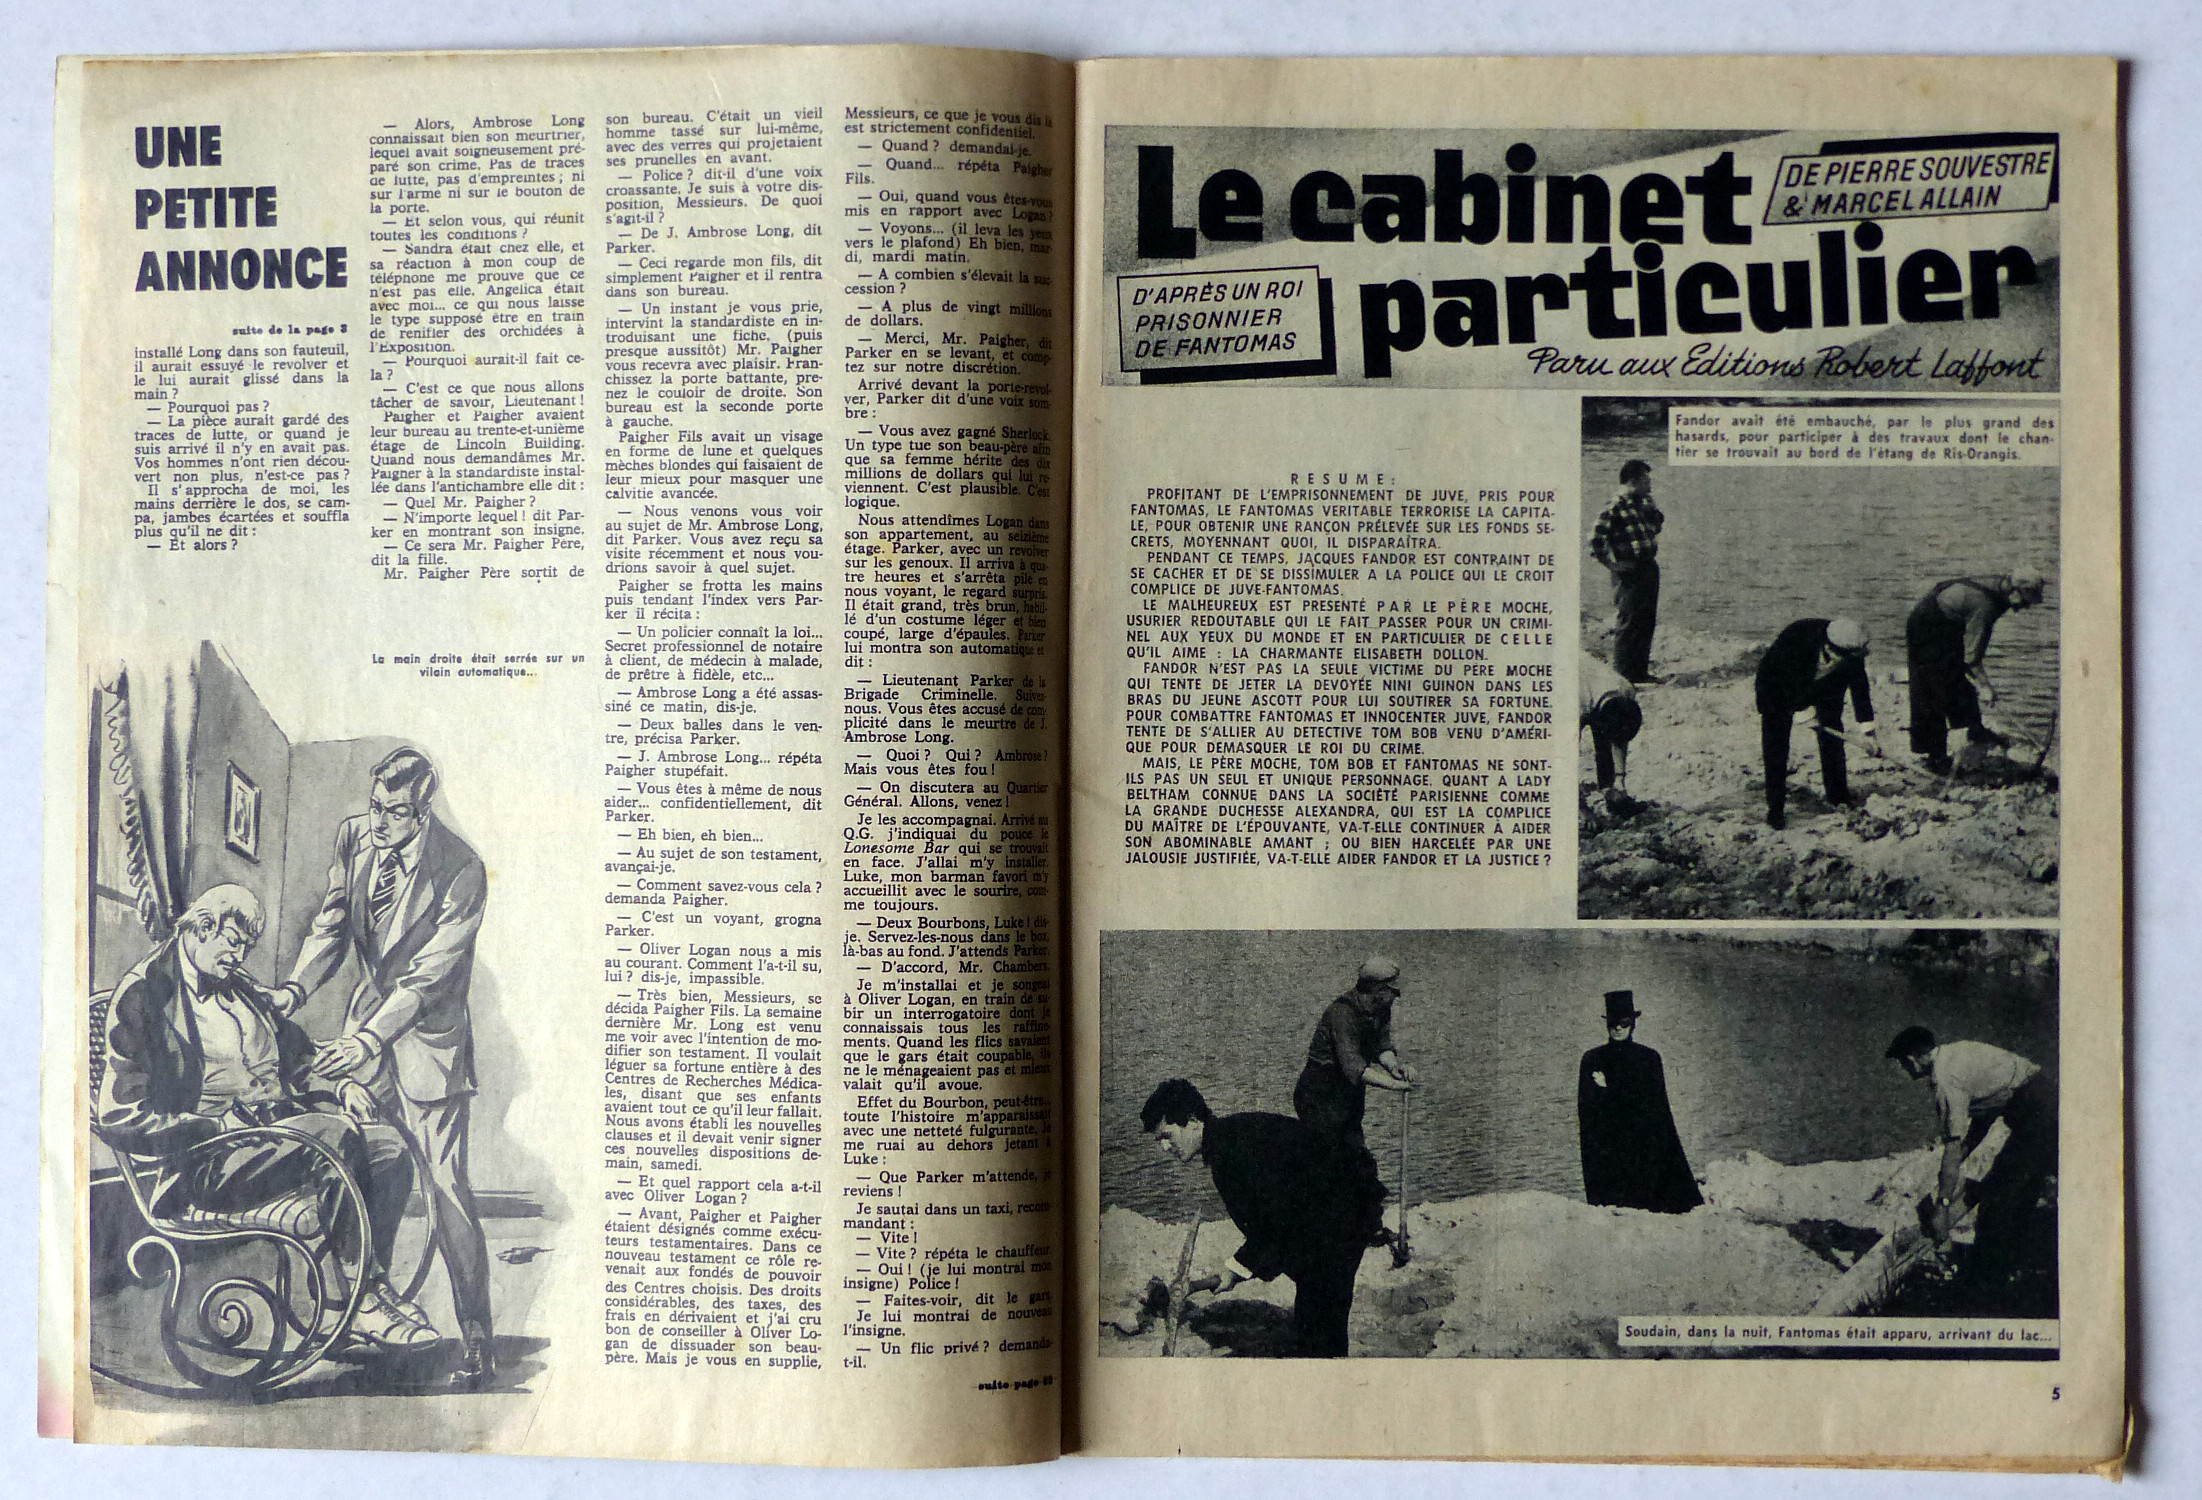 UNE
PETITE
ANNONCE
suite de la page 3
installé Long dans son fauteuil,
il aurait essuyé le revolver et
le lui aurait glissé dans la
main ?
— Pourquoi pas ?
— La pièce aurait gardé des
traces de lutte, or quand je
suis arrivé il n'y en avait pas.
Vos hommes n'ont rien décou-
vert non plus, n'est-ce pas ?
Il s'approcha de moi, les
mains derrière le dos, se cam-
pa, jambes écartées et souffla
plus qu'il ne dit :
— Et alors ?
— Alors, Ambrose Long
connaissait bien son meurtrier,
lequel avait soigneusement pré-
paré son crime. Pas de traces
de lutte, pas d'empreintes ; ni
sur l'arme ni sur le bouton de
la porte.
— Et selon vous, qui réunit
toutes les conditions ?
— Sandra était chez elle, et
sa réaction à mon coup de
téléphone me prouve que ce
n'est pas elle. Angelica était
avec moi... ce qui nous laisse
le type supposé être en train
de renifler des orchidées à
l'Exposition.
— Pourquoi aurait-il fait ce-
la ?
— C'est ce que nous allons
tâcher de savoir, Lieutenant !
Paigher et Paigher avaient
leur bureau au trente-et-unième
étage de Lincoln Building.
Quand nous demandâmes Mr.
Paigher à la standardiste instal-
lée dans l'antichambre elle dit :
— Quel Mr. Paigher ?
— N'importe lequel ! dit Par-
ker en montrant son insigne.
— Ce sera Mr. Paigher Père,
dit la fille.
Mr. Paigher Père sortit de
La main droite était serrée sur un
vilain automatique...
son bureau. C'était un vieil
homme tassé sur lui-même,
avec des verres qui projetaient
ses prunelles en avant.
— Police ? dit-il d'une voix
croassante. Je suis à votre dis-
position, Messieurs. De quoi
s'agit-il ?
— De J. Ambrose Long, dit
Parker.
— Ceci regarde mon fils, dit
simplement Paigher et il rentra
dans son bureau.
— Un instant je vous prie,
intervint la standardiste en in-
troduisant une fiche, (puis
presque aussitôt) Mr. Paigher
vous recevra avec plaisir. Fran-
chissez la porte battante, pre-
nez le couloir de droite. Son
bureau est la seconde porte
à gauche.
Paigher Fils avait un visage
en forme de lune et quelques
mèches blondes qui faisaient de
leur mieux pour masquer une
calvitie avancée.
— Nous venons vous voir
au sujet de Mr. Ambrose Long,
dit Parker. Vous avez reçu sa
visite récemment et nous vou-
drions savoir à quel sujet.
Paigher se frotta les mains
puis tendant l'index vers Par-
ker il récita :
— Un policier connaît la loi...
Secret professionnel de notaire
à client, de médecin à malade,
de prêtre à fidèle, etc...
— Ambrose Long a été assas-
siné ce matin, dis-je.
— Deux balles dans le ven-
tre, précisa Parker.
— J. Ambrose Long... répéta
Paigher stupéfait.
— Vous êtes à même de nous
aider... confidentiellement, dit
Parker.
— Eh bien, eh bien...
— Au sujet de son testament,
avançai-je.
— Comment savez-vous cela ?
demanda Paigher.
— C'est un voyant, grogna
Parker.
— Oliver Logan nous a mis
au courant. Comment l'a-t-il su,
lui ? dis-je, impassible.
— Très bien, Messieurs, se
décida Paigher Fils. La semaine
dernière Mr. Long est venu
me voir avec l'intention de mo-
difier son testament. Il voulait
léguer sa fortune entière à des
Centres de Recherches Médica-
les, disant que ses enfants
avaient tout ce qu'il leur fallait.
Nous avons établi les nouvelles
clauses et il devait venir signer
ces nouvelles dispositions de-
main, samedi.
— Et quel rapport cela a-t-il
avec Oliver Logan ?
— Avant, Paigher et Paigher
étaient désignés comme exécu-
teurs testamentaires. Dans ce
nouveau testament ce rôle re-
venait aux fondés de pouvoir
des Centres choisis. Des droits
considérables, des taxes, des
frais en dérivaient et j'ai cru
bon de conseiller à Oliver Lo-
gan de dissuader son beau-
père. Mais je vous en supplie,
Messieurs, ce que je vous dis là
est strictement confidentiel.
— Quand ? demandai-je.
— Quand... répéta Paigher
Fils.
— Oui, quand vous êtes-vous
mis en rapport avec Logan ?
— Voyons... (il leva les yeux
vers le plafond) Eh bien, mar-
di, mardi matin.
— A combien s'élevait la suc-
cession ?
— A plus de vingt millions
de dollars.
— Merci, Mr. Paigher, dit
Parker en se levant, et comp-
tez sur notre discrétion.
Arrivé devant la porte-revol-
ver, Parker dit d'une voix som-
bre :
— Vous avez gagné Sherlock.
Un type tue son beau-père afin
que sa femme hérite des dix
millions de dollars qui lui re-
viennent. C'est plausible. C'est
logique.
Nous attendîmes Logan dans
son appartement, au seizième
étage. Parker, avec un revolver
sur les genoux. Il arriva à qua-
tre heures et s'arrêta pile en
nous voyant, le regard surpris.
Il était grand, très brun, habil-
lé d'un costume léger et bien
coupé, large d'épaules. Parker
lui montra son automatique et
dit :
— Lieutenant Parker de la
Brigade Criminelle. Suivez-
nous. Vous êtes accusé de com-
plicité dans le meurtre de J.
Ambrose Long.
— Quoi ? Qui ? Ambrose ?
Mais vous êtes fou !
— On discutera au Quartier
Général. Allons, venez !
Je les accompagnai. Arrivé au
Q.G. j'indiquai du pouce le
Lonesome Bar qui se trouvait
en face. J'allai m'y installer.
Luke, mon barman favori m'y
accueillit avec le sourire, com-
me toujours.
— Deux Bourbons, Luke ! dis-
je. Servez-les-nous dans le box,
là-bas au fond. J'attends Parker.
— D'accord, Mr. Chambers.
Je m'installai et je songeai
à Oliver Logan, en train de su-
bir un interrogatoire dont je
connaissais tous les raffine-
ments. Quand les flics savaient
que le gars était coupable, ils
ne le ménageaient pas et mieux
valait qu'il avoue.
Effet du Bourbon, peut-être...
toute l'histoire m'apparaissait
avec une netteté fulgurante. Je
me ruai au dehors jetant à
Luke :
— Que Parker m'attende, je
reviens !
Je sautai dans un taxi, recom-
mandant :
— Vite !
— Vite ? répéta le chauffeur.
— Oui ! (je lui montrai mon
insigne) Police !
— Faites-voir, dit le gars.
Je lui montrai de nouveau
l'insigne.
— Un flic privé ? demanda-
t-il.
suite page
Le cabinet
particulier
DE PIERRE SOUVESTRE
& MARCEL ALLAIN
D'APRÈS UN ROI
PRISONNIER
DE FANTOMAS
Paru aux Editions Robert Laffont
RESUME :
PROFITANT DE L'EMPRISONNEMENT DE JUVE, PRIS POUR
FANTOMAS, LE FANTOMAS VERITABLE TERRORISE LA CAPITA-
LE, POUR OBTENIR UNE RANÇON PRÉLEVÉE SUR LES FONDS SE-
CRETS, MOYENNANT QUOI, IL DISPARAÎTRA.
PENDANT CE TEMPS, JACQUES FANDOR EST CONTRAINT DE
SE CACHER ET DE SE DISSIMULER A LA POLICE QUI LE CROIT
COMPLICE DE JUVE-FANTOMAS.
LE MALHEUREUX EST PRESENTÉ PAR LE PÈRE MOCHE,
USURIER REDOUTABLE QUI LE FAIT PASSER POUR UN CRIMI-
NEL AUX YEUX DU MONDE ET EN PARTICULIER DE CELLE
QU'IL AIME : LA CHARMANTE ELISABETH DOLLON.
FANDOR N'EST PAS LA SEULE VICTIME DU PÈRE MOCHE
QUI TENTE DE JETER LA DEVOYÉE NINI GUINON DANS LES
BRAS DU JEUNE ASCOTT POUR LUI SOUTIRER SA FORTUNE.
POUR COMBATTRE FANTOMAS ET INNOCENTER JUVE, FANDOR
TENTE DE S'ALLIER AU DETECTIVE TOM BOB VENU D'AMÉRI-
QUE POUR DEMASQUER LE ROI DU CRIME.
MAIS, LE PÈRE MOCHE, TOM BOB ET FANTOMAS NE SONT-
ILS PAS UN SEUL ET UNIQUE PERSONNAGE. QUANT A LADY
BELTHAM CONNUE DANS LA SOCIÉTÉ PARISIENNE COMME
LA GRANDE DUCHESSE ALEXANDRA, QUI EST LA COMPLICE
DU MAÎTRE DE L'ÉPOUVANTE, VA-T-ELLE CONTINUER À AIDER
SON ABOMINABLE AMANT ; OU BIEN HARCELÉE PAR UNE
JALOUSIE JUSTIFIÉE, VA-T-ELLE AIDER FANDOR ET LA JUSTICE ?
Fandor avait été embauché, par le plus grand des
hasards, pour participer à des travaux dont le chan-
tier se trouvait au bord de l'étang de Ris-Orangis.
Soudain, dans la nuit, Fantomas était apparu, arrivant du lac...
5